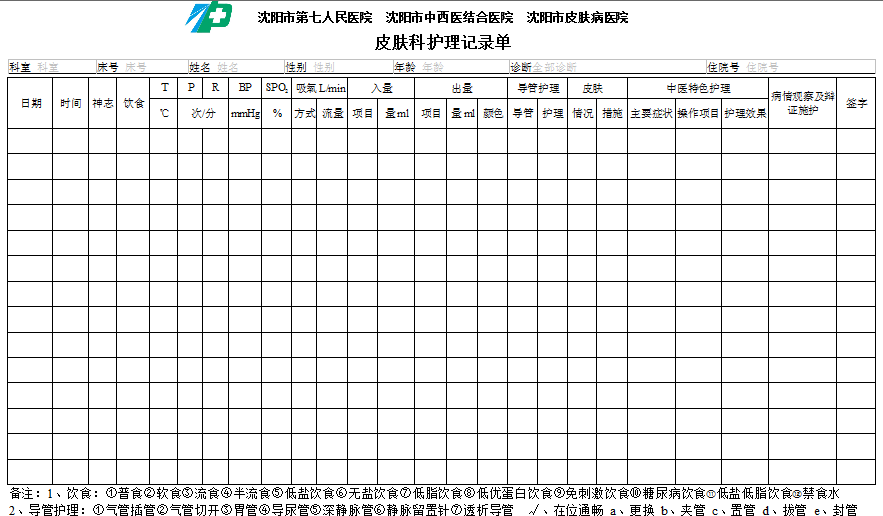 沈阳市第七人民医院 沈阳市中西医结合医院 沈阳市皮肤病医院
皮肤科护理记录单
科室 科室 床号 床号 姓名 姓名 性别 性别 年龄 年龄 诊断 全部诊断 住院号 住院号
日期 时间 神志 饮食 T P R BP SPO₂ 吸氧 L/min 入量 出量 导管护理 皮肤 中医特色护理 病情观察及辩证施护 签字
℃ 次/分 mmHg % 方式 流量 项目 量ml 项目 量ml 颜色 导管 护理 情况 措施 主要症状 操作项目 护理效果
备注：1、饮食：①普食②软食③流食④半流食⑤低盐饮食⑥无盐饮食⑦低脂饮食⑧低优蛋白饮食⑨免刺激饮食⑩糖尿病饮食⑪低盐低脂饮食⑫禁食水
2、导管护理：①气管插管②气管切开③胃管④导尿管⑤深静脉管⑥静脉留置针⑦透析导管 √、在位通畅 a、更换 b、夹管 c、置管 d、拔管 e、封管